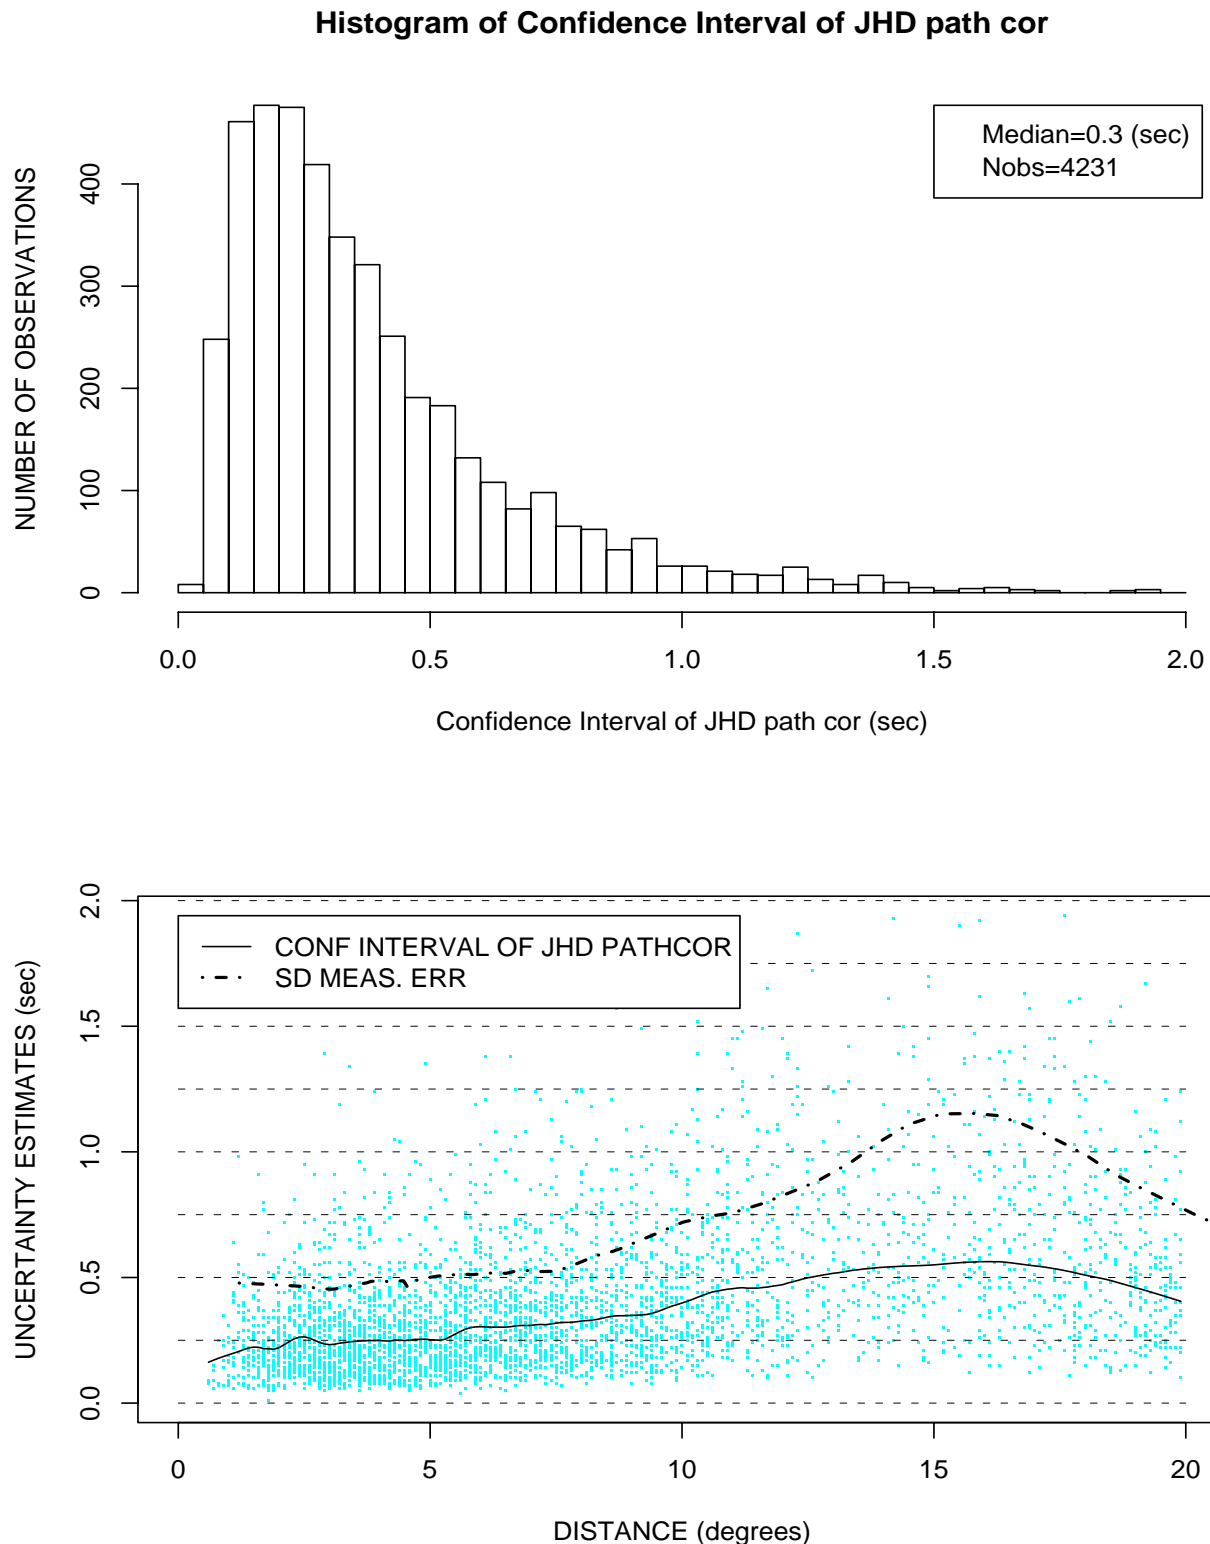 Histogram of Confidence Interval of JHD path cor
Median=0.3 (sec)
Nobs=4231
NUMBER OF OBSERVATIONS
400
300
200
100
0
0.0 0.5 1.0 1.5 2.0
Confidence Interval of JHD path cor (sec)
CONF INTERVAL OF JHD PATHCOR
SD MEAS. ERR
UNCERTAINTY ESTIMATES (sec)
2.0
1.5
1.0
0.5
0.0
0 5 10 15 20
DISTANCE (degrees)